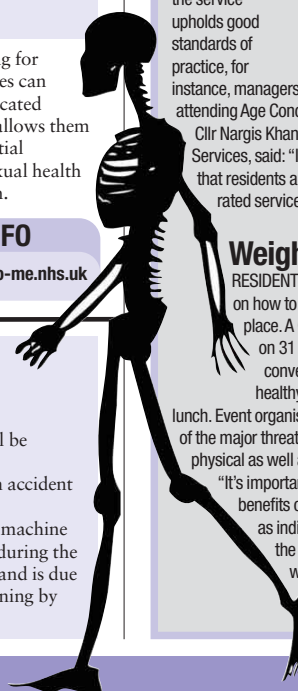 g for
es can
cated
allows them
tial
xual health
n.
FO
o-me.nhs.uk
l be
n accident
machine
during the
and is due
ning by
the service
upholds good
standards of
practice, for
instance, managers
attending Age Conc
Cllr Nargis Khan
Services, said: “I
that residents a
rated service
Weigh
RESIDENT
on how to
place. A
on 31
conve
healthy
lunch. Event organis
of the major threat
physical as well a
“It’s importan
benefits o
as indi
the
w